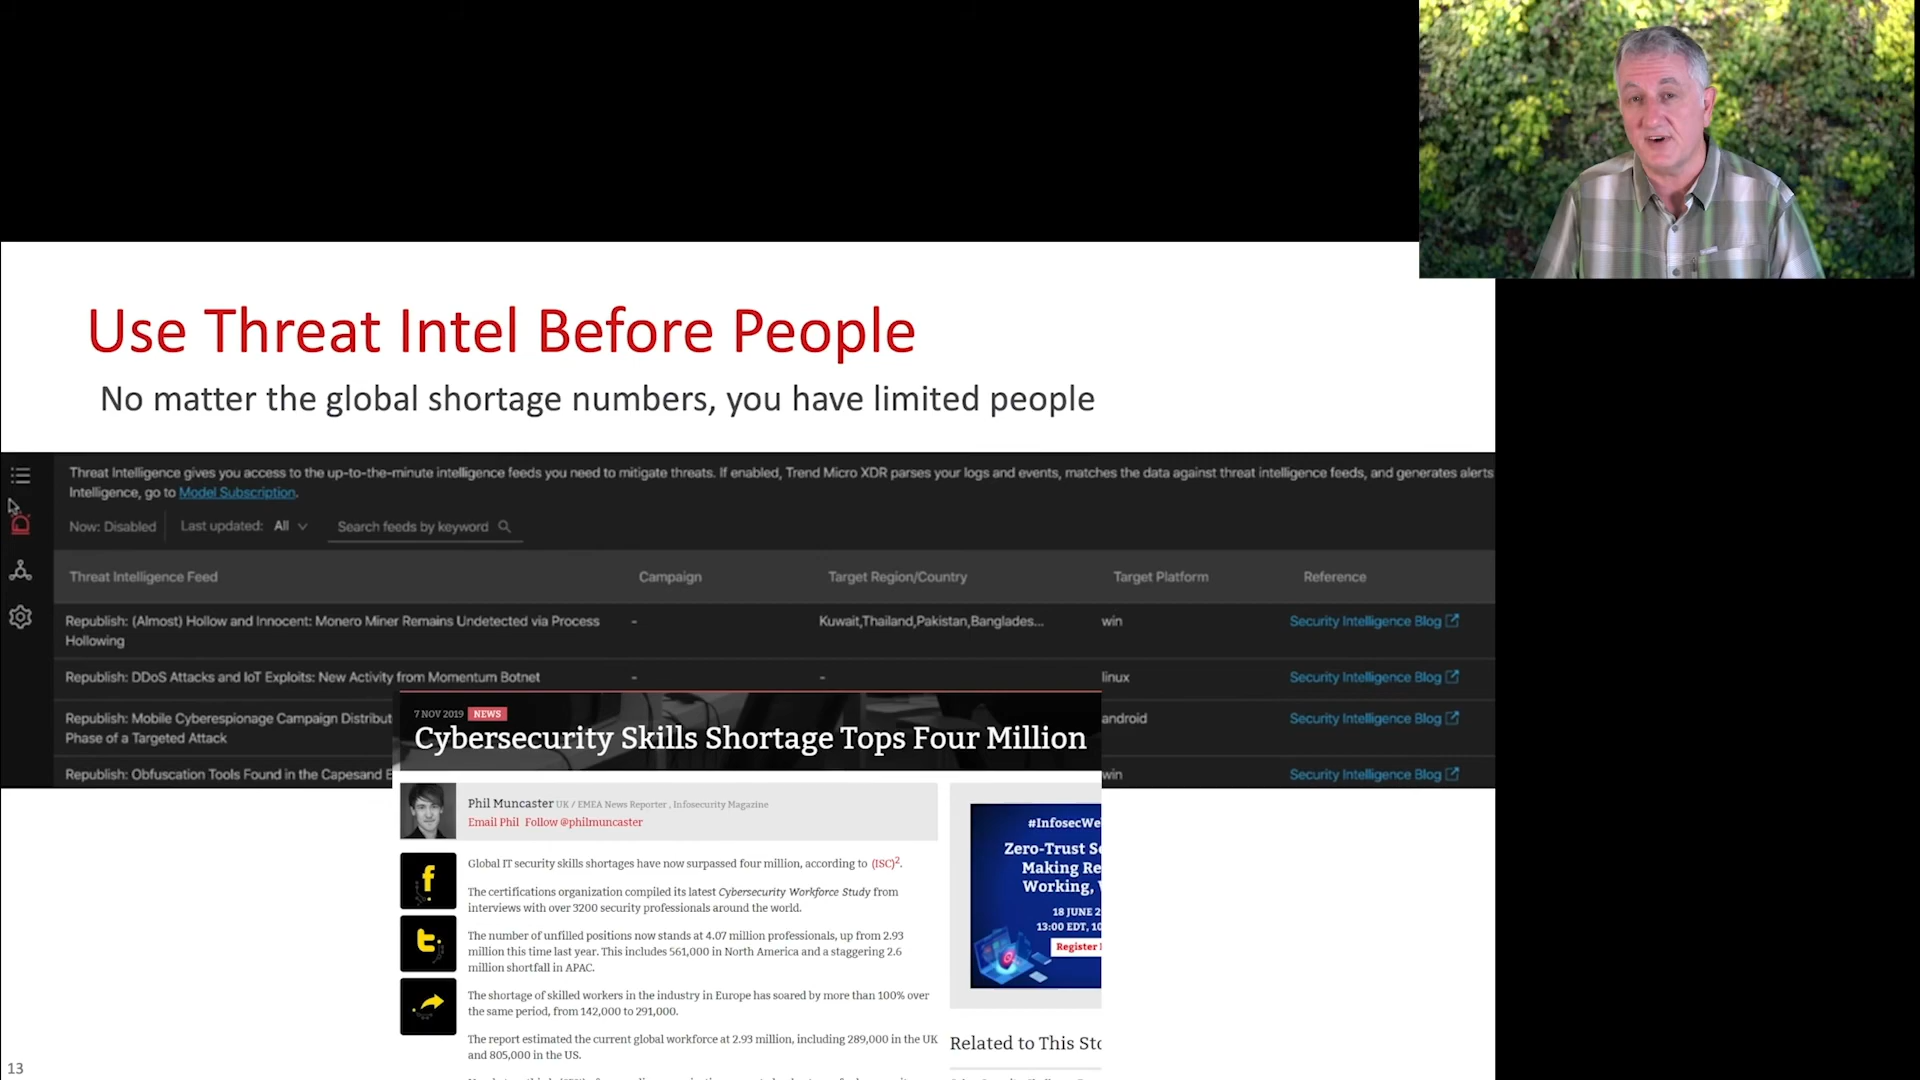 Use Threat Intel Before People
No matter the global shortage numbers, you have limited people
Threat Intelligence gives you access to the up-to-the-minute intelligence feeds you need to mitigate threats. If enabled, Trend Micro XDR parses your logs and events, matches the data against threat intelligence feeds, and generates alerts
Intelligence, go to Model Subscription.
Now: Disabled Last updated: All Search feeds by keyword
Threat Intelligence Feed Campaign Target Region/Country Target Platform Reference
Republish: (Almost) Hollow and Innocent: Monero Miner Remains Undetected via Process - Kuwait,Thailand,Pakistan,Banglades... win Security Intelligence Blog
Hollowing
Republish: DDoS Attacks and IoT Exploits: New Activity from Momentum Botnet - - linux Security Intelligence Blog
Republish: Mobile Cyberespionage Campaign Distribut android Security Intelligence Blog
Phase of a Targeted Attack
Republish: Obfuscation Tools Found in the Capesand E win Security Intelligence Blog
7 NOV 2019 NEWS
Cybersecurity Skills Shortage Tops Four Million
Phil Muncaster UK / EMEA News Reporter , Infosecurity Magazine
Email Phil Follow @philmuncaster
Global IT security skills shortages have now surpassed four million, according to (ISC)².
The certifications organization compiled its latest Cybersecurity Workforce Study from
interviews with over 3200 security professionals around the world.
The number of unfilled positions now stands at 4.07 million professionals, up from 2.93
million this time last year. This includes 561,000 in North America and a staggering 2.6
million shortfall in APAC.
The shortage of skilled workers in the industry in Europe has soared by more than 100% over
the same period, from 142,000 to 291,000.
The report estimated the current global workforce at 2.93 million, including 289,000 in the UK
and 805,000 in the US.
#InfosecWe
Zero-Trust S
Making Re
Working,
18 JUNE 2
13:00 EDT, 10
Register
Related to This Sto
13